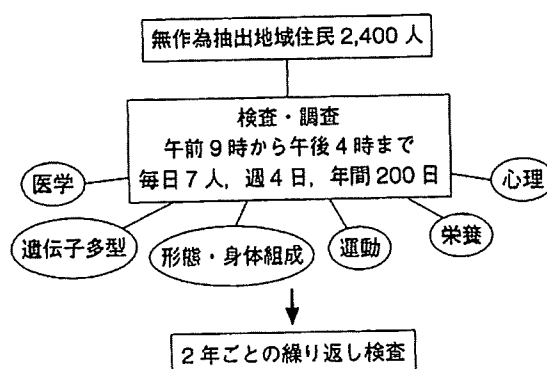 無作為抽出地域住民 2,400 人
検査・調査
午前 9 時から午後 4 時まで
毎日 7 人，週 4 日，年間 200 日
医学
心理
遺伝子多型
形態・身体組成
運動
栄養
2 年ごとの繰り返し検査